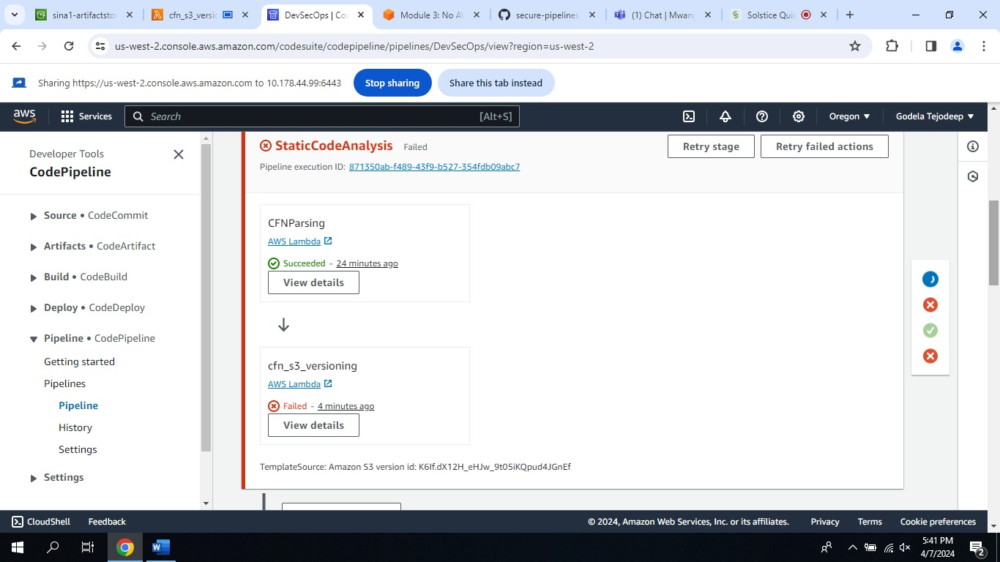 sina1-artifactsto
cfn_s3_versio
DevSecOps | Co
Module 3: No A
secure-pipelines
(1) Chat | Mwan
Solstice Quic
us-west-2.console.aws.amazon.com/codesuite/codepipeline/pipelines/DevSecOps/view?region=us-west-2
Sharing https://us-west-2.console.aws.amazon.com to 10.178.44.99:6443
Stop sharing
Share this tab instead
aws
Services
Search
[Alt+S]
Oregon
Godela Tejodeep
Developer Tools
CodePipeline
Source • CodeCommit
Artifacts • CodeArtifact
Build • CodeBuild
Deploy • CodeDeploy
Pipeline • CodePipeline
Getting started
Pipelines
Pipeline
History
Settings
Settings
StaticCodeAnalysis Failed
Retry stage
Retry failed actions
Pipeline execution ID: 871350ab-f489-43f9-b527-354fdb09abc7
CFNParsing
AWS Lambda
Succeeded - 24 minutes ago
View details
cfn_s3_versioning
AWS Lambda
Failed - 4 minutes ago
View details
TemplateSource: Amazon S3 version id: K6If.dX12H_eHJw_9t05iKQpud4JGnEf
CloudShell
Feedback
© 2024, Amazon Web Services, Inc. or its affiliates.
Privacy
Terms
Cookie preferences
5:41 PM
4/7/2024
2